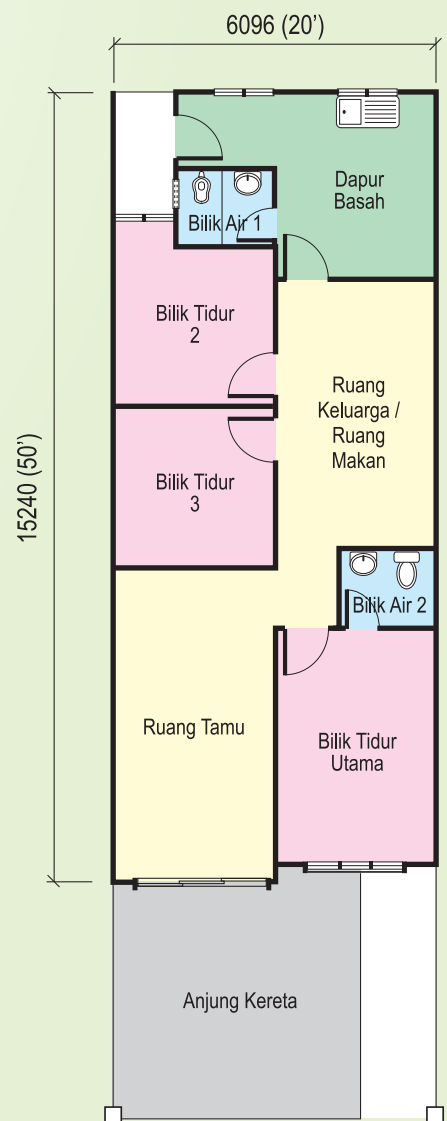 6096 (20')
15240 (50')
Dapur
Basah
Bilik Air 1
Bilik Tidur
2
Ruang
Keluarga /
Ruang
Makan
Bilik Tidur
3
Bilik Air 2
Ruang Tamu
Bilik Tidur
Utama
Anjung Kereta